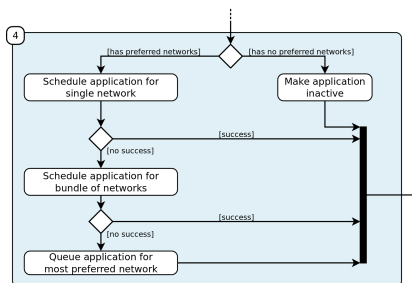 4
[has preferred networks]
[has no preferred networks]
Schedule application for
single network
Make application
inactive
[success]
[no success]
Schedule application for
bundle of networks
[success]
[no success]
Queue application for
most preferred network